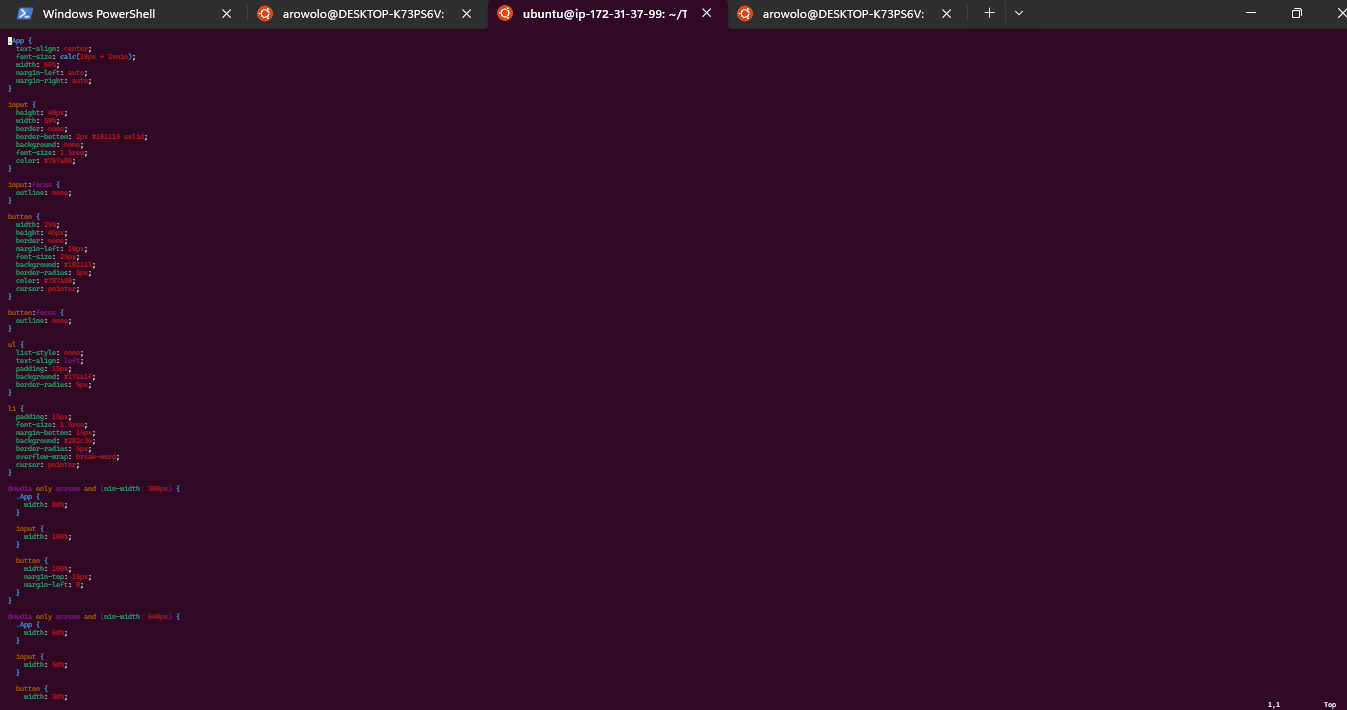 Windows PowerShell
arowolo@DESKTOP-K73PS6V:
ubuntu@ip-172-31-37-99: ~/T
arowolo@DESKTOP-K73PS6V:
.App {
  text-align: center;
  font-size: calc(10px + 2vmin);
  width: 60%;
  margin-left: auto;
  margin-right: auto;
}
input {
  height: 40px;
  width: 50%;
  border: none;
  border-bottom: 2px #101113 solid;
  background: none;
  font-size: 1.5rem;
  color: #787a80;
}
input:focus {
  outline: none;
}
button {
  width: 25%;
  height: 45px;
  border: none;
  margin-left: 10px;
  font-size: 25px;
  background: #101113;
  border-radius: 5px;
  color: #787a80;
  cursor: pointer;
}
button:focus {
  outline: none;
}
ul {
  list-style: none;
  text-align: left;
  padding: 15px;
  background: #171a1f;
  border-radius: 5px;
}
li {
  padding: 15px;
  font-size: 1.5rem;
  margin-bottom: 15px;
  background: #282c34;
  border-radius: 5px;
  overflow-wrap: break-word;
  cursor: pointer;
}
@media only screen and (min-width: 300px) {
  .App {
    width: 80%;
  }
  input {
    width: 100%;
  }
  button {
    width: 100%;
    margin-top: 15px;
    margin-left: 0;
  }
}
@media only screen and (min-width: 640px) {
  .App {
    width: 60%;
  }
  input {
    width: 50%;
  }
  button {
    width: 30%;
1,1 Top